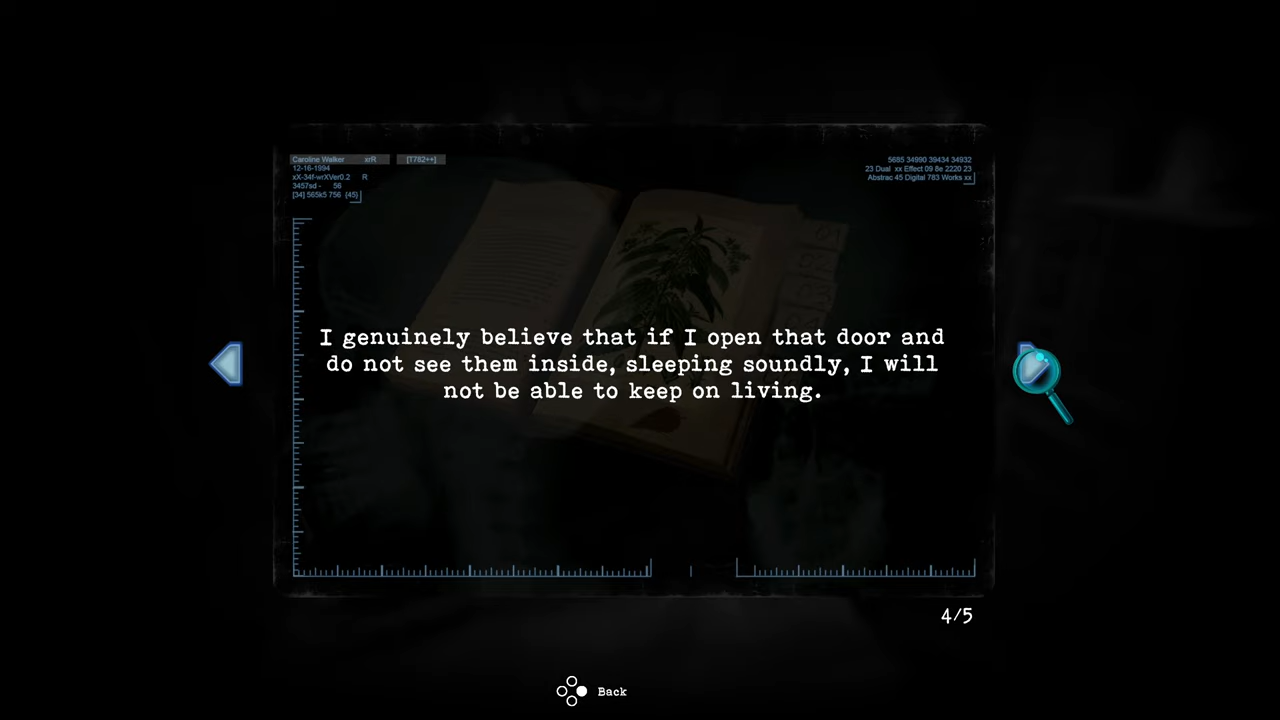 Caroline Walker xrR [T782++]
12-16-1994
xX-34f-wrXVer0.2 R
3457sd - 56
[34] 565k5 756 (45)
5685 34990 39434 34932
23 Dual xx Effect 09 8e 2220 23
Abstrac 45 Digital 783 Works xx
I genuinely believe that if I open that door and
do not see them inside, sleeping soundly, I will
not be able to keep on living.
4/5
Back